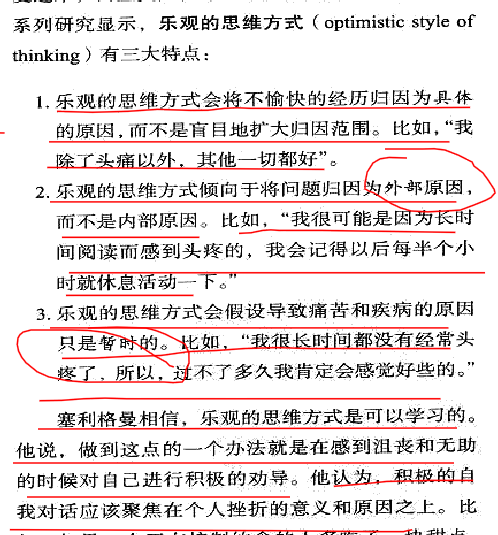 系列研究显示，乐观的思维方式（optimistic style of
thinking）有三大特点：
1. 乐观的思维方式会将不愉快的经历归因为具体
的原因，而不是盲目地扩大归因范围。比如，“我
除了头痛以外，其他一切都好”。
2. 乐观的思维方式倾向于将问题归因为外部原因，
而不是内部原因。比如，“我很可能是因为长时
间阅读而感到头疼的，我会记得以后每半个小
时就休息活动一下。”
3. 乐观的思维方式会假设导致痛苦和疾病的原因
只是暂时的。比如，“我很长时间都没有经常头
疼了，所以，过不了多久我肯定会感觉好些的。”
塞利格曼相信，乐观的思维方式是可以学习的。
他说，做到这点的一个办法就是在感到沮丧和无助
的时候对自己进行积极的劝导。他认为，积极的自
我对话应该聚焦在个人挫折的意义和原因之上。比